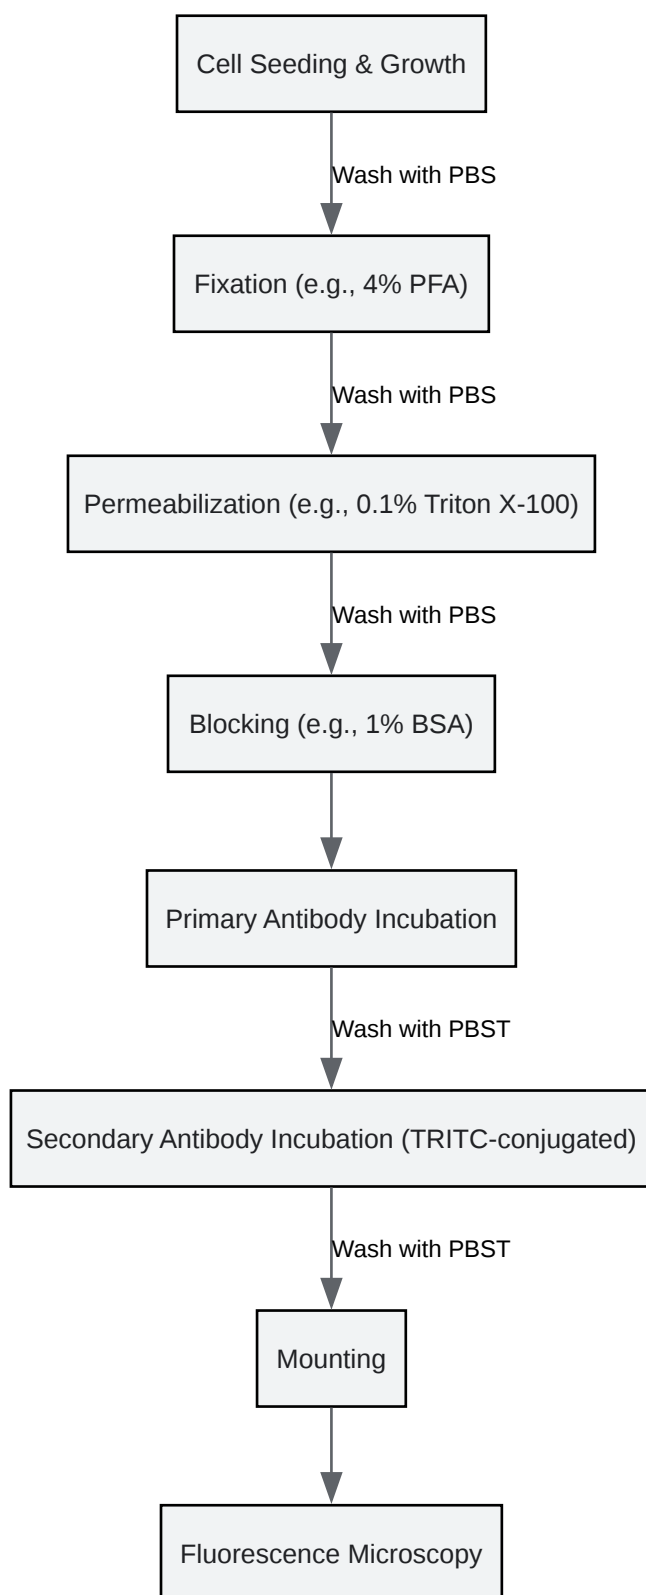 Cell Seeding & Growth
Wash with PBS
Fixation (e.g., 4% PFA)
Wash with PBS
Permeabilization (e.g., 0.1% Triton X-100)
Wash with PBS
Blocking (e.g., 1% BSA)
Primary Antibody Incubation
Wash with PBST
Secondary Antibody Incubation (TRITC-conjugated)
Wash with PBST
Mounting
Fluorescence Microscopy